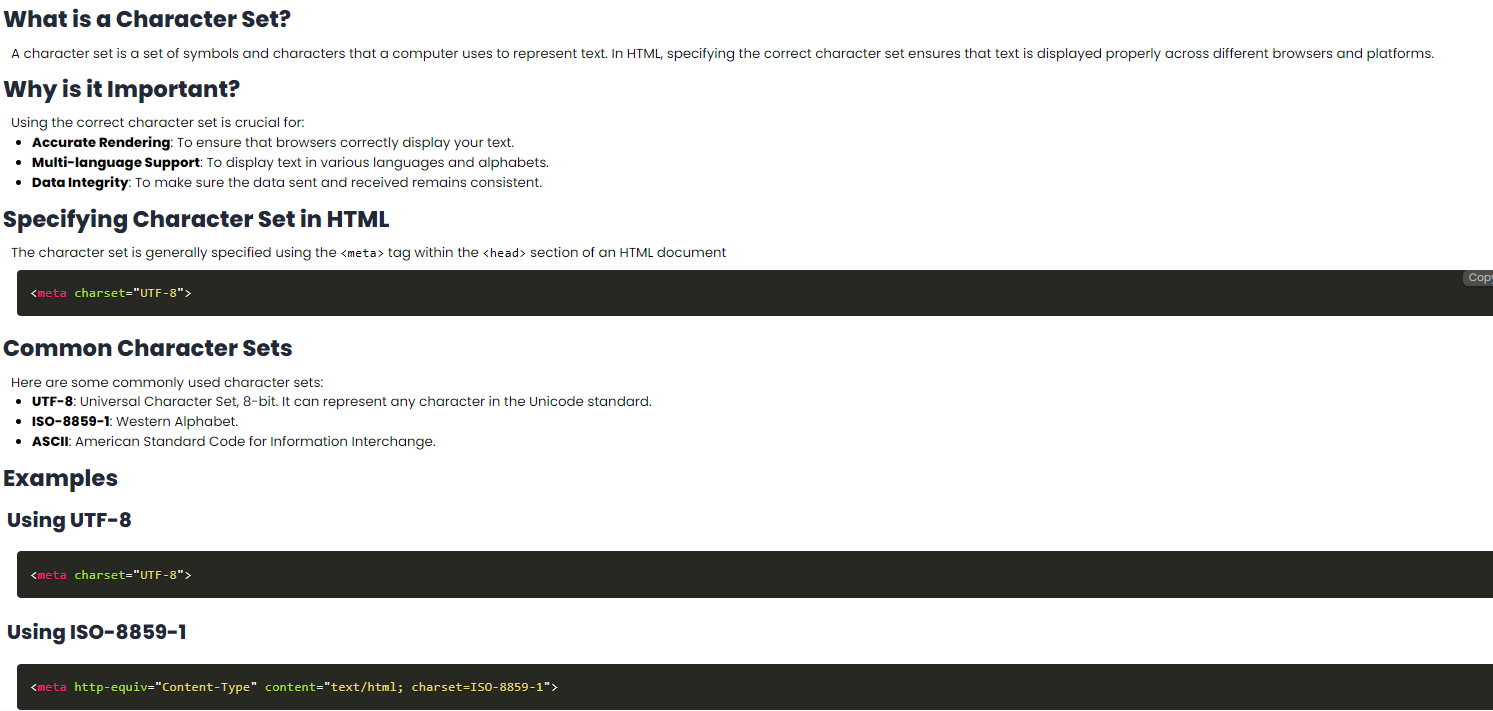 What is a Character Set?
A character set is a set of symbols and characters that a computer uses to represent text. In HTML, specifying the correct character set ensures that text is displayed properly across different browsers and platforms.
Why is it Important?
Using the correct character set is crucial for:
• Accurate Rendering: To ensure that browsers correctly display your text.
• Multi-language Support: To display text in various languages and alphabets.
• Data Integrity: To make sure the data sent and received remains consistent.
Specifying Character Set in HTML
The character set is generally specified using the <meta> tag within the <head> section of an HTML document
Copy
<meta charset="UTF-8">
Common Character Sets
Here are some commonly used character sets:
• UTF-8: Universal Character Set, 8-bit. It can represent any character in the Unicode standard.
• ISO-8859-1: Western Alphabet.
• ASCII: American Standard Code for Information Interchange.
Examples
Using UTF-8
<meta charset="UTF-8">
Using ISO-8859-1
<meta http-equiv="Content-Type" content="text/html; charset=ISO-8859-1">